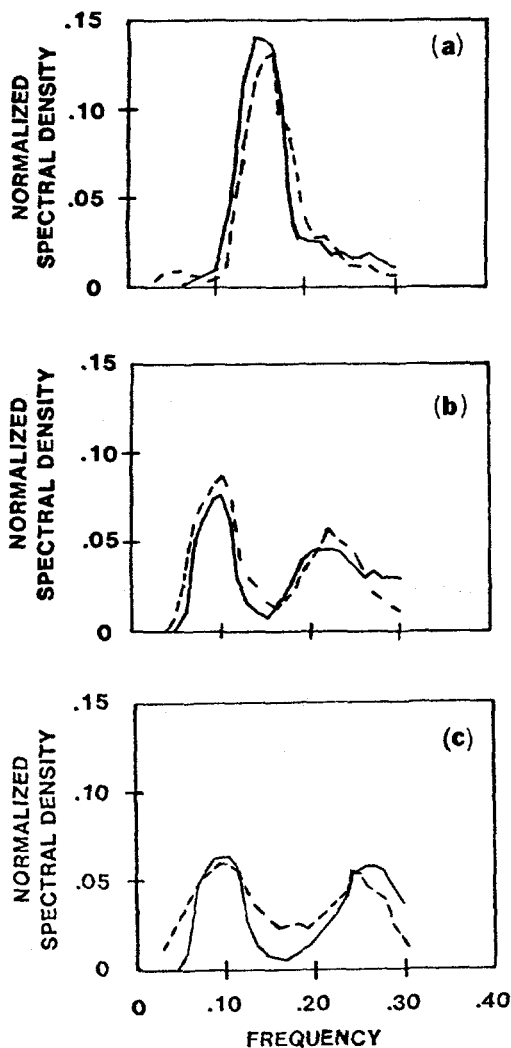 .15
(a)
NORMALIZED
SPECTRAL DENSITY
.10
.05
0
.15
(b)
NORMALIZED
SPECTRAL DENSITY
.10
.05
0
.15
(c)
NORMALIZED
SPECTRAL DENSITY
.10
.05
0
0 .10 .20 .30 .40
FREQUENCY